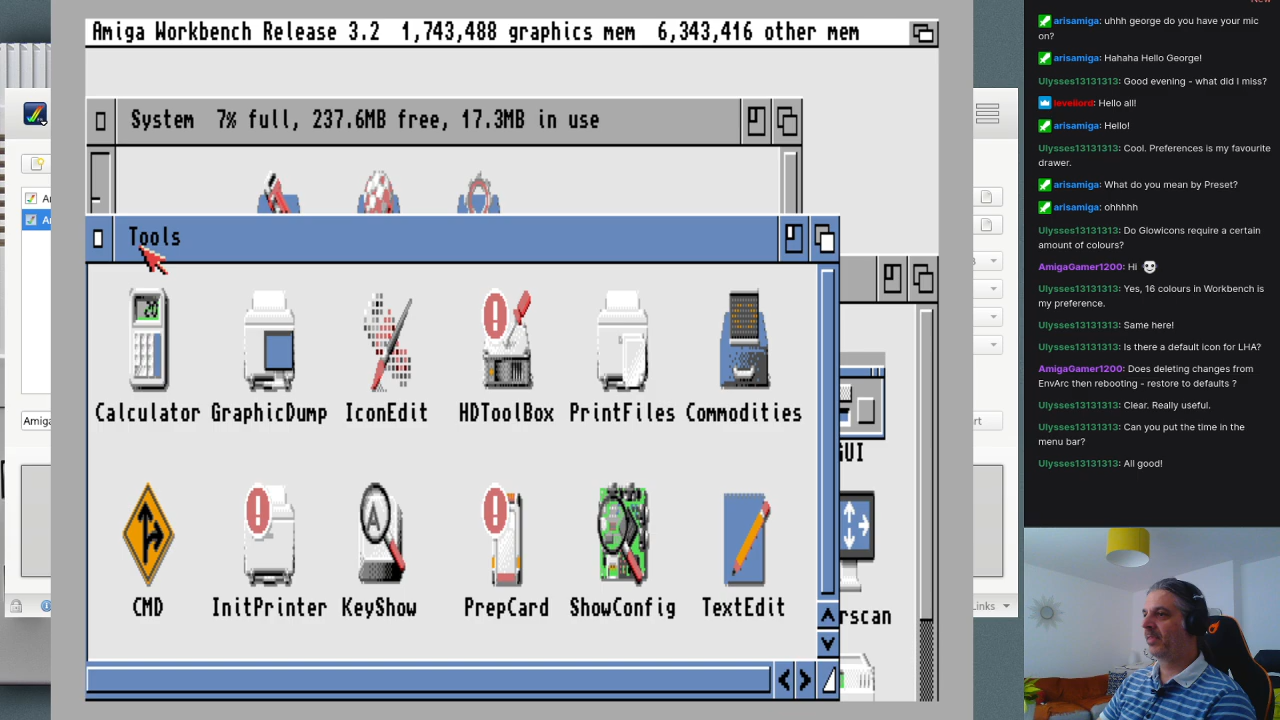 Amiga Workbench Release 3.2 1,743,488 graphics mem 6,343,416 other mem
System 7% full, 237.6MB free, 17.3MB in use
Tools
20
Calculator GraphicDump IconEdit HDToolBox PrintFiles Commodities
A
CMD InitPrinter KeyShow PrepCard ShowConfig TextEdit
GUI
rscan
Amiga
rt
Links
New
arisamiga: uhhh george do you have your mic
on?
arisamiga: Hahaha Hello George!
Ulysses13131313: Good evening - what did I miss?
levellord: Hello all!
arisamiga: Hello!
Ulysses13131313: Cool. Preferences is my favourite
drawer.
arisamiga: What do you mean by Preset?
arisamiga: ohhhhh
Ulysses13131313: Do Glowicons require a certain
amount of colours?
AmigaGamer1200: Hi
Ulysses13131313: Yes, 16 colours in Workbench is
my preference.
Ulysses13131313: Same here!
Ulysses13131313: Is there a default icon for LHA?
AmigaGamer1200: Does deleting changes from
EnvArc then rebooting - restore to defaults ?
Ulysses13131313: Clear. Really useful.
Ulysses13131313: Can you put the time in the
menu bar?
Ulysses13131313: All good!